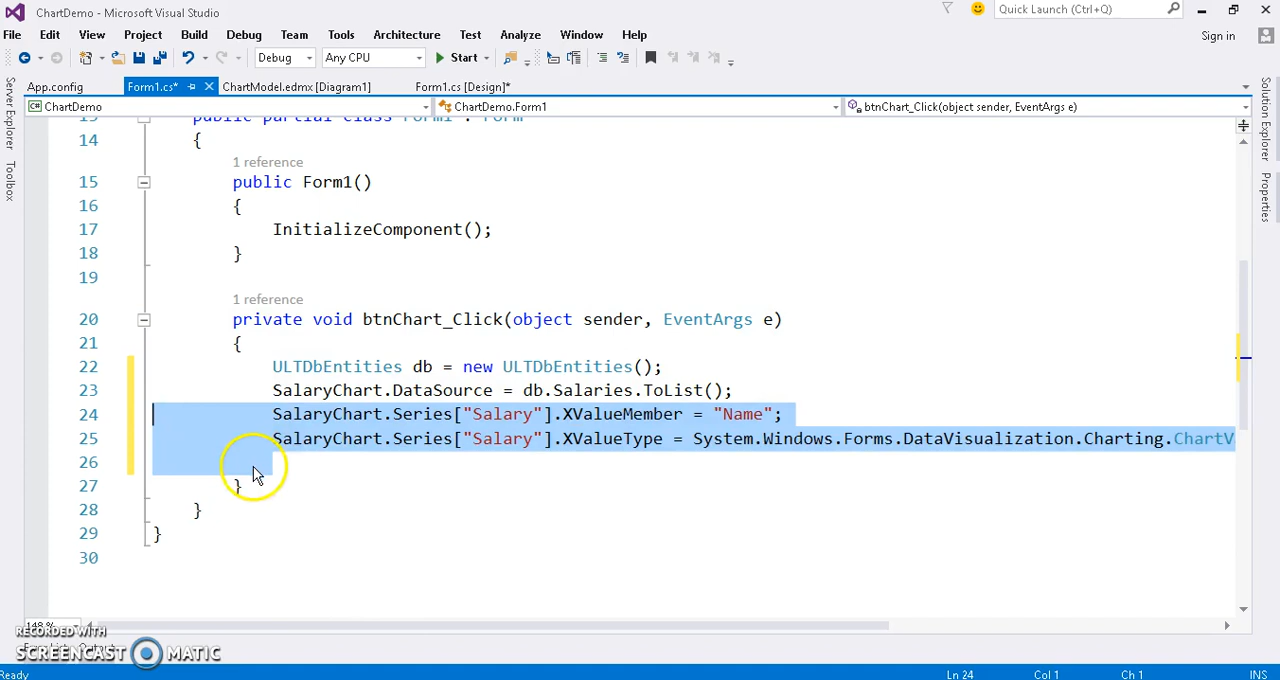 ChartDemo - Microsoft Visual Studio
Quick Launch (Ctrl+Q)
File Edit View Project Build Debug Team Tools Architecture Test Analyze Window Help
Sign in
Debug Any CPU Start
App.config Form1.cs* ChartModel.edmx [Diagram1] Form1.cs [Design]*
ChartDemo ChartDemo.Form1 btnChart_Click(object sender, EventArgs e)
Server Explorer
Toolbox
Solution Explorer
Properties
13 public partial class Form1 : Form
14 {
1 reference
15 public Form1()
16 {
17 InitializeComponent();
18 }
19
1 reference
20 private void btnChart_Click(object sender, EventArgs e)
21 {
22 ULTDbEntities db = new ULTDbEntities();
23 SalaryChart.DataSource = db.Salaries.ToList();
24 SalaryChart.Series["Salary"].XValueMember = "Name";
25 SalaryChart.Series["Salary"].XValueType = System.Windows.Forms.DataVisualization.Charting.ChartV
26
27 }
28 }
29 }
30
148 %
RECORDED WITH
SCREENCAST MATIC
Ready Ln 24 Col 1 Ch 1 INS